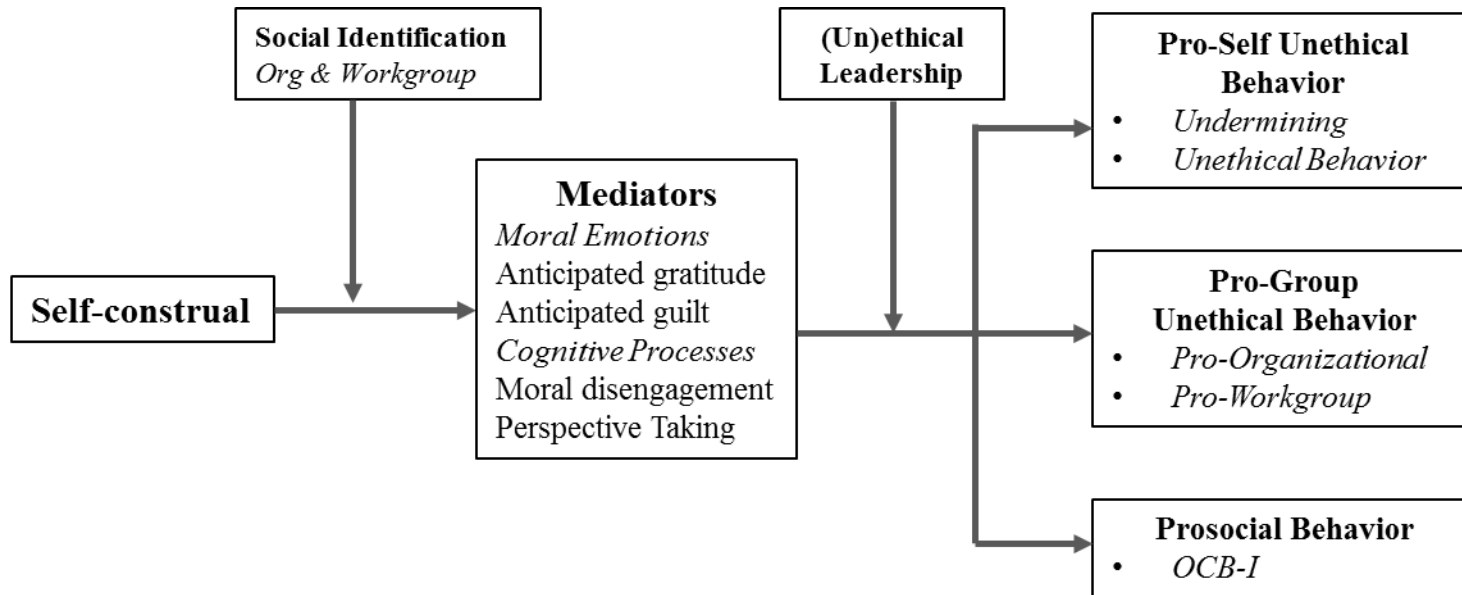 Social Identification
Org & Workgroup
(Un)ethical
Leadership
Pro-Self Unethical
Behavior
• Undermining
• Unethical Behavior
Mediators
Moral Emotions
Anticipated gratitude
Anticipated guilt
Cognitive Processes
Moral disengagement
Perspective Taking
Self-construal
Pro-Group
Unethical Behavior
• Pro-Organizational
• Pro-Workgroup
Prosocial Behavior
• OCB-I